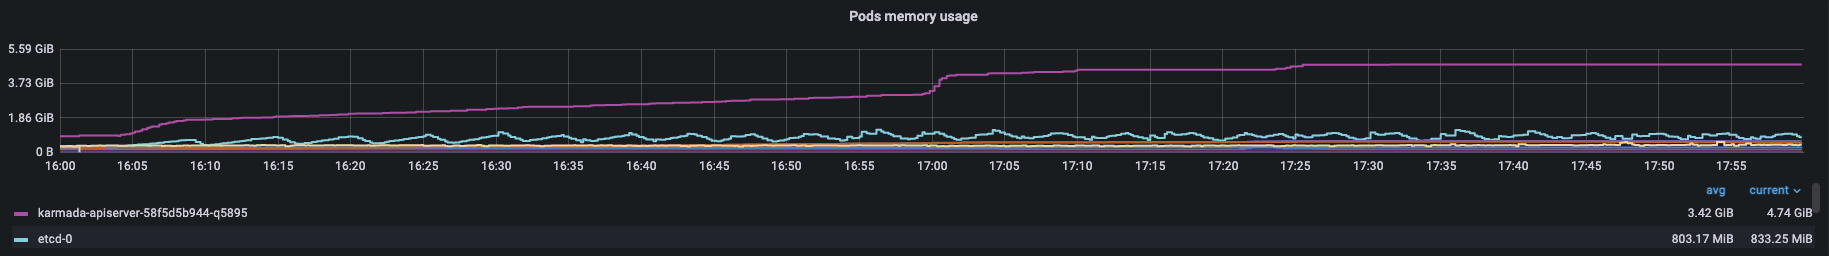 Pods memory usage
5.59 GiB
3.73 GiB
1.86 GiB
0 B
16:00 16:05 16:10 16:15 16:20 16:25 16:30 16:35 16:40 16:45 16:50 16:55 17:00 17:05 17:10 17:15 17:20 17:25 17:30 17:35 17:40 17:45 17:50 17:55
avg current
karmada-apiserver-58f5d5b944-q5895 3.42 GiB 4.74 GiB
etcd-0 803.17 MiB 833.25 MiB